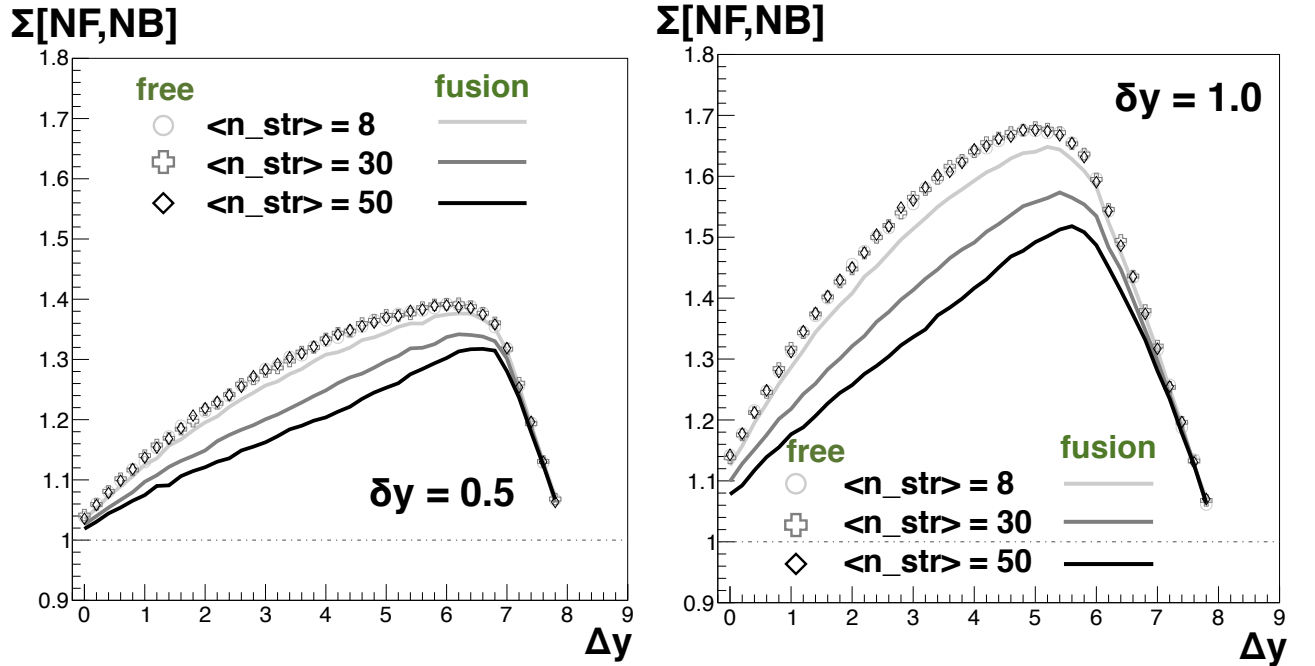 Σ[NF,NB]
1.8
1.7
1.6
1.5
1.4
1.3
1.2
1.1
1
0.9
free fusion
<n_str> = 8
<n_str> = 30
<n_str> = 50
δy = 0.5
0 1 2 3 4 5 6 7 8 9
Δy
Σ[NF,NB]
1.8
1.7
1.6
1.5
1.4
1.3
1.2
1.1
1
0.9
δy = 1.0
free fusion
<n_str> = 8
<n_str> = 30
<n_str> = 50
0 1 2 3 4 5 6 7 8 9
Δy